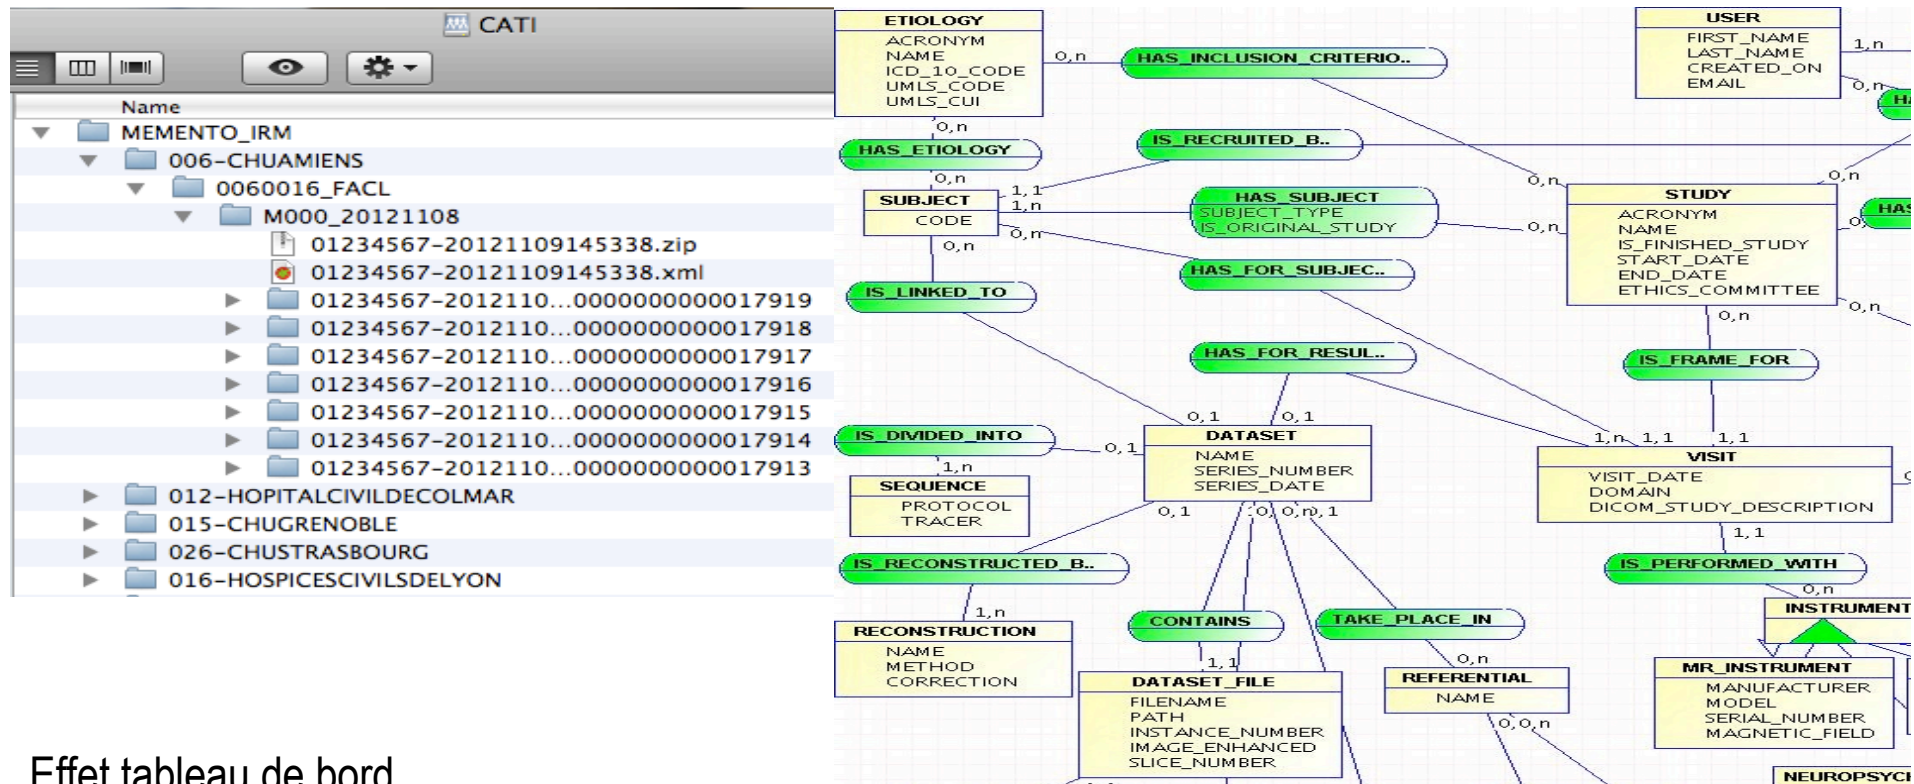 CATI
Name
MEMENTO_IRM
006-CHUAMIENS
0060016_FACL
M000_20121108
01234567-20121109145338.zip
01234567-20121109145338.xml
01234567-2012110...0000000000017919
01234567-2012110...0000000000017918
01234567-2012110...0000000000017917
01234567-2012110...0000000000017916
01234567-2012110...0000000000017915
01234567-2012110...0000000000017914
01234567-2012110...0000000000017913
012-HOPITALCIVILDECOLMAR
015-CHUGRENOBLE
026-CHUSTRASBOURG
016-HOSPICESCIVILSDELYON
Effet tableau de bord
ETIOLOGY
ACRONYM
NAME
ICD_10_CODE
UMLS_CODE
UMLS_CUI
0,n
HAS_INCLUSION_CRITERIO..
USER
FIRST_NAME
LAST_NAME
CREATED_ON
EMAIL
1,n
0,n
0,n
HAS_ETIOLOGY
0,n
IS_RECRUITED_B..
SUBJECT
CODE
1,1
1,n
0,n
0,n
HAS_SUBJECT
SUBJECT_TYPE
IS_ORIGINAL_STUDY
0,n
0,n
0,n
STUDY
ACRONYM
NAME
IS_FINISHED_STUDY
START_DATE
END_DATE
ETHICS_COMMITTEE
HAS
0,n
0,n
HAS_FOR_SUBJEC..
IS_LINKED_TO
HAS_FOR_RESUL..
IS_FRAME_FOR
0,1
0,1
1,n
1,1
1,1
IS_DIVIDED_INTO
0,1
1,n
DATASET
NAME
SERIES_NUMBER
SERIES_DATE
VISIT
VISIT_DATE
DOMAIN
DICOM_STUDY_DESCRIPTION
SEQUENCE
PROTOCOL
TRACER
0,1
1,1
IS_RECONSTRUCTED_B..
IS_PERFORMED_WITH
0,n
1,n
RECONSTRUCTION
NAME
METHOD
CORRECTION
CONTAINS
TAKE_PLACE_IN
INSTRUMENT
1,1
0,n
DATASET_FILE
FILENAME
PATH
INSTANCE_NUMBER
IMAGE_ENHANCED
SLICE_NUMBER
REFERENTIAL
NAME
MR_INSTRUMENT
MANUFACTURER
MODEL
SERIAL_NUMBER
MAGNETIC_FIELD